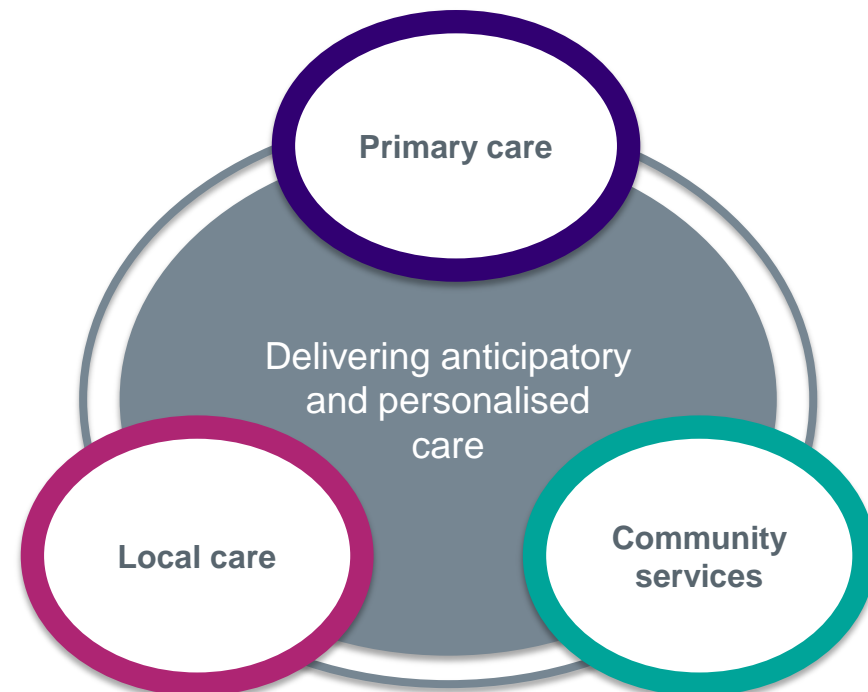 Primary care
Delivering anticipatory
and personalised
care
Local care
Community
services